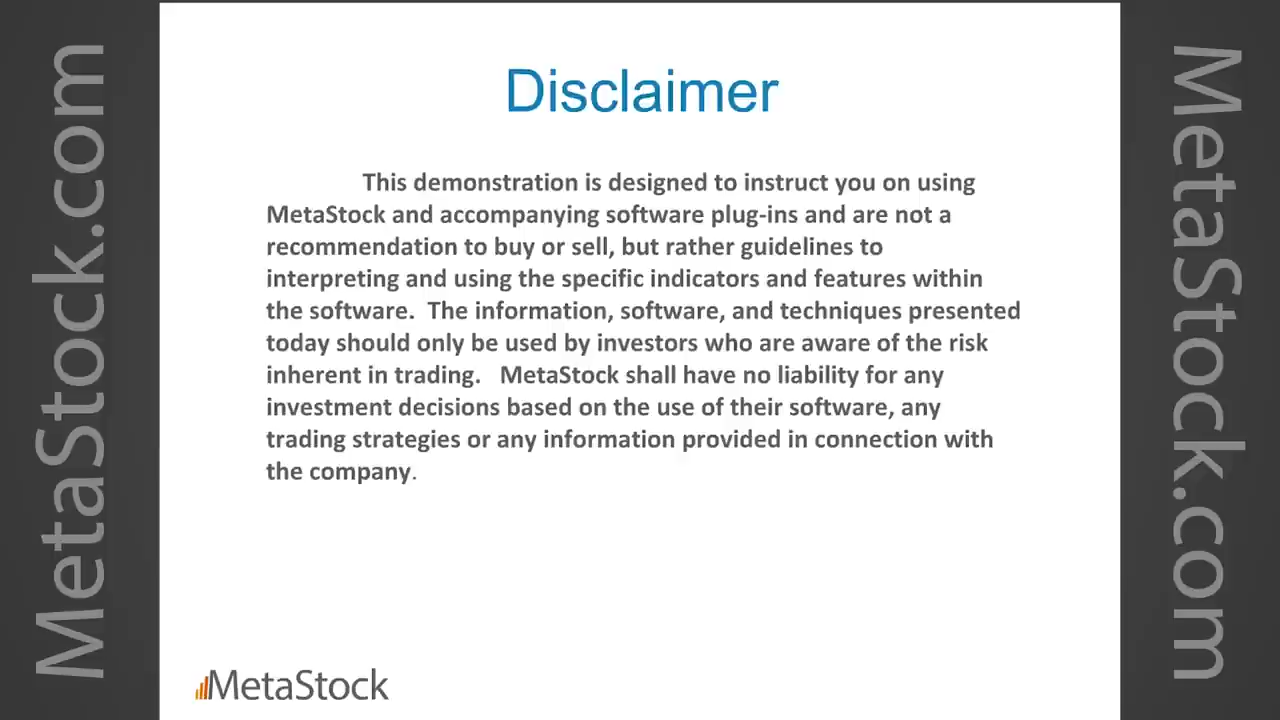 MetaStock.com
Disclaimer
This demonstration is designed to instruct you on using
MetaStock and accompanying software plug-ins and are not a
recommendation to buy or sell, but rather guidelines to
interpreting and using the specific indicators and features within
the software.  The information, software, and techniques presented
today should only be used by investors who are aware of the risk
inherent in trading.   MetaStock shall have no liability for any
investment decisions based on the use of their software, any
trading strategies or any information provided in connection with
the company.
MetaStock
MetaStock.com